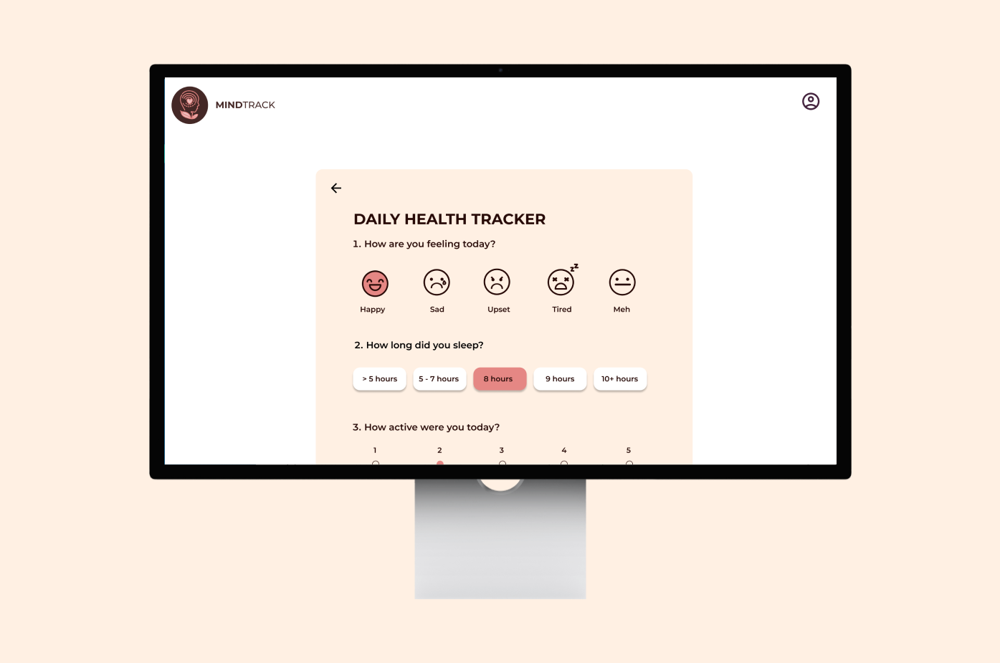 MINDTRACK
DAILY HEALTH TRACKER
1. How are you feeling today?
zz
Happy Sad Upset Tired Meh
2. How long did you sleep?
> 5 hours 5 - 7 hours 8 hours 9 hours 10+ hours
3. How active were you today?
1 2 3 4 5